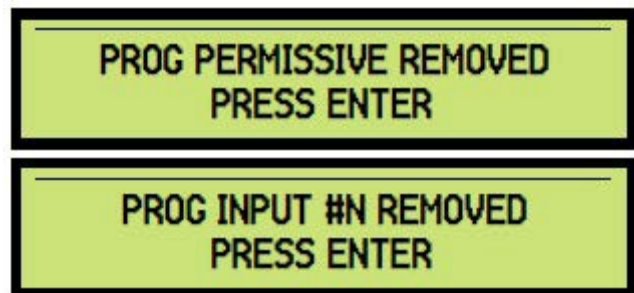 PROG PERMISSIVE REMOVED
PRESS ENTER
PROG INPUT #N REMOVED
PRESS ENTER